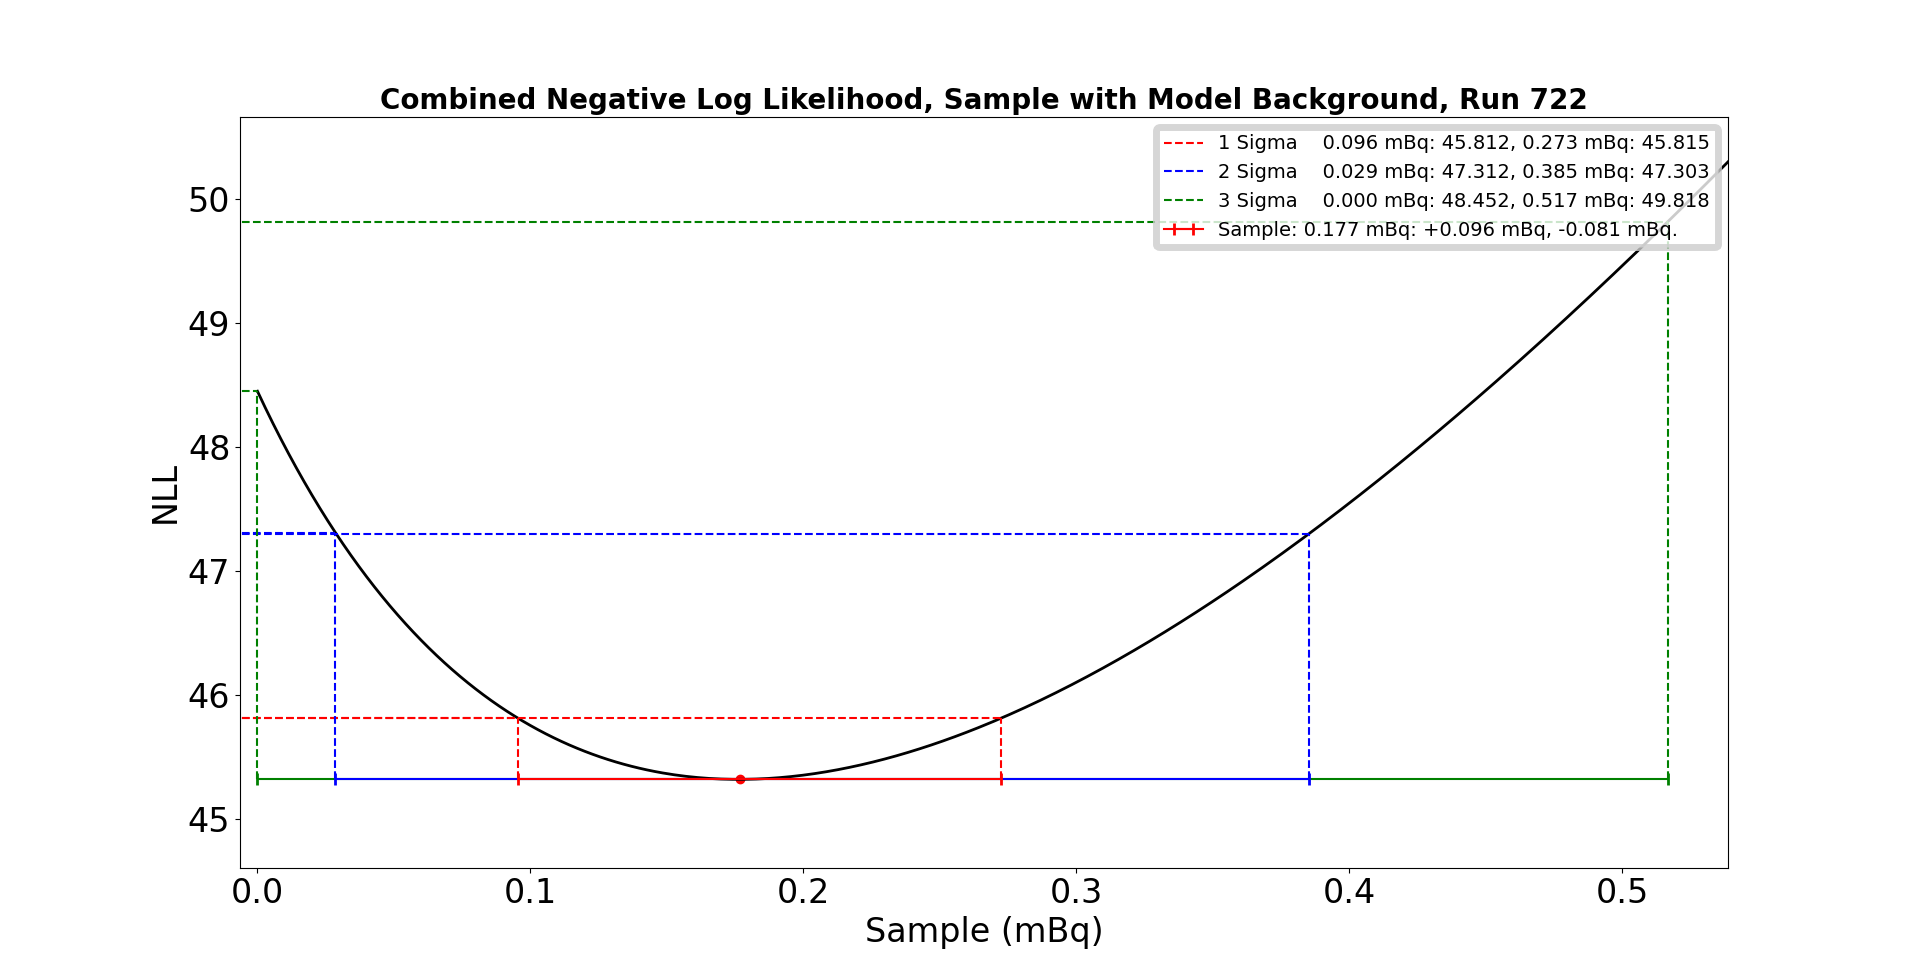 Combined Negative Log Likelihood, Sample with Model Background, Run 722
1 Sigma    0.096 mBq: 45.812, 0.273 mBq: 45.815
2 Sigma    0.029 mBq: 47.312, 0.385 mBq: 47.303
3 Sigma    0.000 mBq: 48.452, 0.517 mBq: 49.818
Sample: 0.177 mBq: +0.096 mBq, -0.081 mBq.
50
49
48
47
46
45
NLL
0.0 0.1 0.2 0.3 0.4 0.5
Sample (mBq)